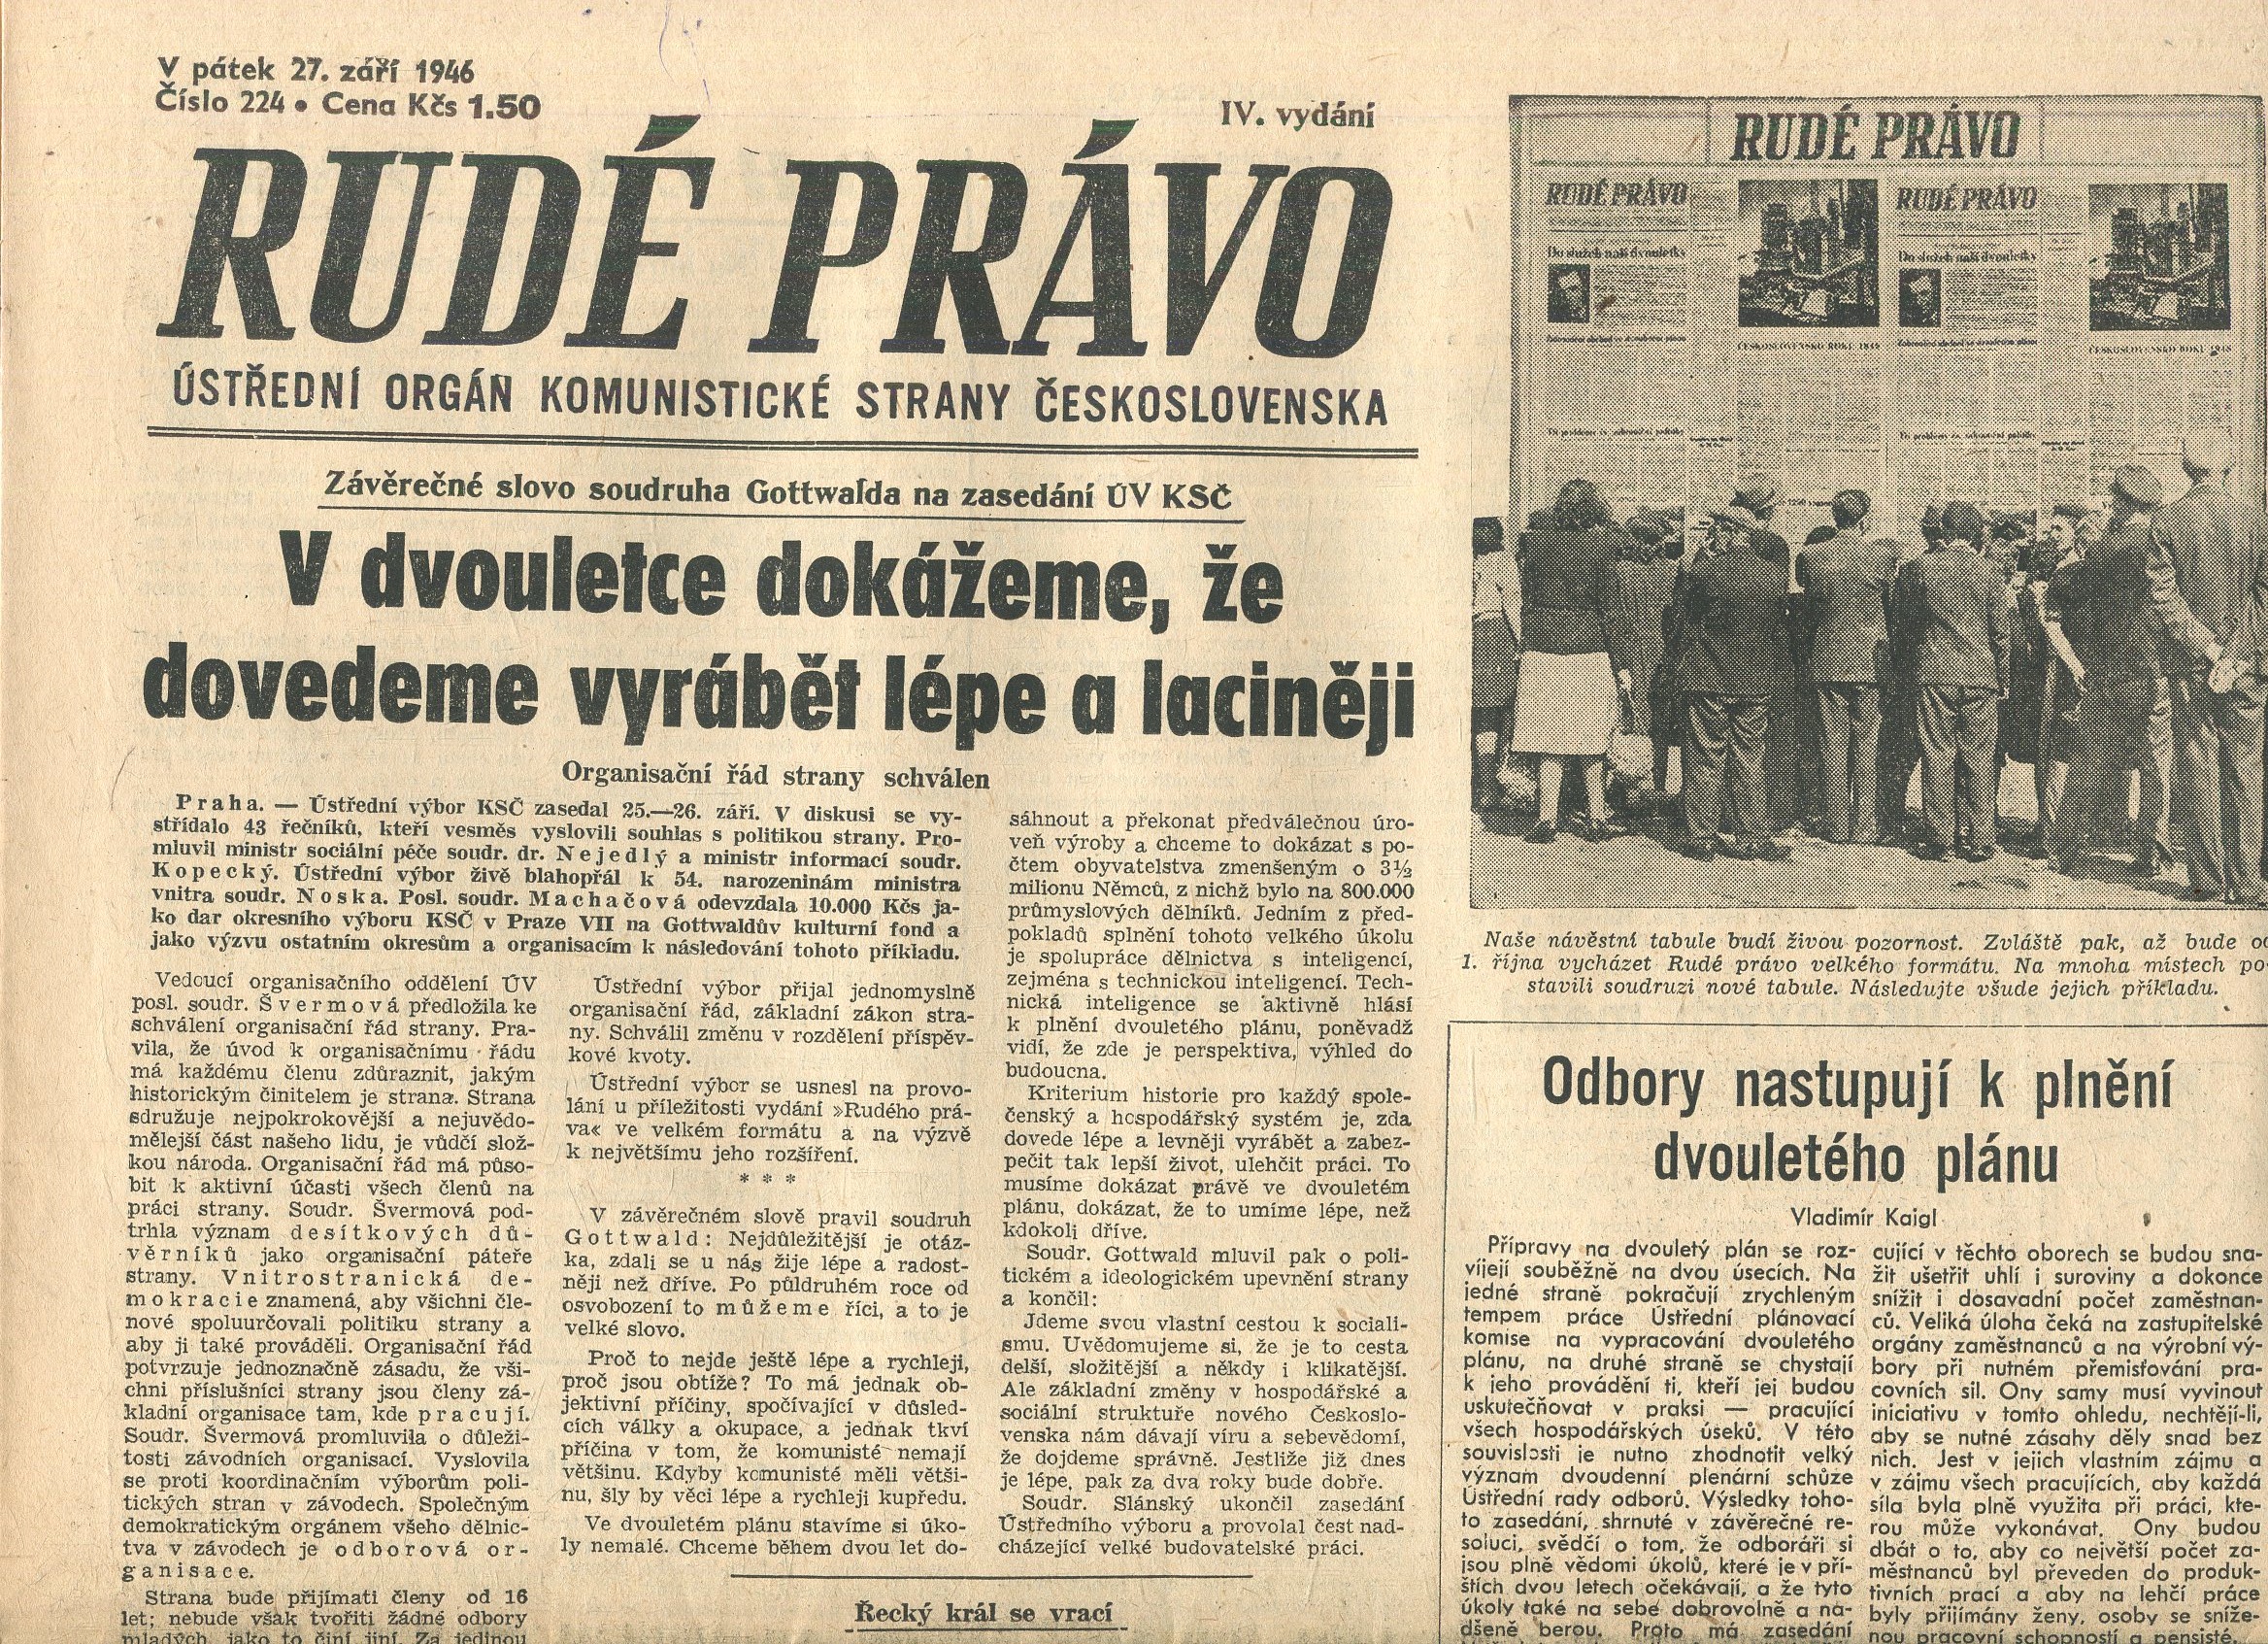 V pátek 27. září 1946
Číslo 224 • Cena Kčs 1.50
IV. vydání
RUDÉ PRÁVO
ÚSTŘEDNÍ ORGÁN KOMUNISTICKÉ STRANY ČESKOSLOVENSKA
Závěrečné slovo soudruha Gottwalda na zasedání ÚV KSČ
V dvouletce dokážeme, že
dovedeme vyrábět lépe a laciněji
Organisační řád strany schválen
Praha. — Ústřední výbor KSČ zasedal 25.—26. září. V diskusi se vy-
střídalo 43 řečníků, kteří vesměs vyslovili souhlas s politikou strany. Pro-
mluvil ministr sociální péče soudr. dr. Nejedlý a ministr informací soudr.
Kopecký. Ústřední výbor živě blahopřál k 54. narozeninám ministra
vnitra soudr. Noska. Posl. soudr. Machačová odevzdala 10.000 Kčs ja-
ko dar okresního výboru KSČ v Praze VII na Gottwaldův kulturní fond a
jako výzvu ostatním okresům a organisacím k následování tohoto příkladu.
Vedoucí organisačního oddělení ÚV
posl. soudr. Švermová předložila ke
schválení organisační řád strany. Pra-
vila, že úvod k organisačnímu řádu
má každému členu zdůraznit, jakým
historickým činitelem je strana. Strana
sdružuje nejpokrokovější a nejuvědo-
mělejší část našeho lidu, je vůdčí slož-
kou národa. Organisační řád má půso-
bit k aktivní účasti všech členů na
práci strany. Soudr. Švermová pod-
trhla význam desítkových dů-
věrníků jako organisační páteře
strany. Vnitrostranická de-
mokracie znamená, aby všichni čle-
nové spoluurčovali politiku strany a
aby ji také prováděli. Organisační řád
potvrzuje jednoznačně zásadu, že vši-
chni příslušníci strany jsou členy zá-
kladní organisace tam, kde pracují.
Soudr. Švermová promluvila o důleži-
tosti závodních organisací. Vyslovila
se proti koordinačním výborům poli-
tických stran v závodech. Společným
demokratickým orgánem všeho dělnic-
tva v závodech je odborová or-
ganisace.
Strana bude přijímati členy od 16
let; nebude však tvořiti žádné odbory
mladých, jako to činí jiní. Za jedinou
Ústřední výbor přijal jednomyslně
organisační řád, základní zákon stra-
ny. Schválil změnu v rozdělení příspěv-
kové kvoty.
Ústřední výbor se usnesl na provo-
lání u příležitosti vydání »Rudého prá-
va« ve velkém formátu a na výzvě
k největšímu jeho rozšíření.
* * *
V závěrečném slově pravil soudruh
Gottwald: Nejdůležitější je otáz-
ka, zdali se u nás žije lépe a radost-
něji než dříve. Po půldruhém roce od
osvobození to můžeme říci, a to je
velké slovo.
Proč to nejde ještě lépe a rychleji,
proč jsou obtíže? To má jednak ob-
jektivní příčiny, spočívající v důsled-
cích války a okupace, a jednak tkví
příčina v tom, že komunisté nemají
většinu. Kdyby komunisté měli větši-
nu, šly by věci lépe a rychleji kupředu.
Ve dvouletém plánu stavíme si úko-
ly nemalé. Chceme během dvou let do-
sáhnout a překonat předválečnou úro-
veň výroby a chceme to dokázat s po-
čtem obyvatelstva zmenšeným o 3½
milionu Němců, z nichž bylo na 800.000
průmyslových dělníků. Jedním z před-
pokladů splnění tohoto velkého úkolu
je spolupráce dělnictva s inteligencí,
zejména s technickou inteligencí. Tech-
nická inteligence se aktivně hlásí
k plnění dvouletého plánu, poněvadž
vidí, že zde je perspektiva, výhled do
budoucna.
Kriterium historie pro každý spole-
čenský a hospodářský systém je, zda
dovede lépe a levněji vyrábět a zabez-
pečit tak lepší život, ulehčit práci. To
musíme dokázat právě ve dvouletém
plánu, dokázat, že to umíme lépe, než
kdokoli dříve.
Soudr. Gottwald mluvil pak o poli-
tickém a ideologickém upevnění strany
a končil:
Jdeme svou vlastní cestou k sociali-
smu. Uvědomujeme si, že je to cesta
delší, složitější a někdy i klikatější.
Ale základní změny v hospodářské a
sociální struktuře nového Českoslo-
venska nám dávají víru a sebevědomí,
že dojdeme správně. Jestliže již dnes
je lépe, pak za dva roky bude dobře.
Soudr. Slánský ukončil zasedání
Ústředního výboru a provolal čest nad-
cházející velké budovatelské práci.
Řecký král se vrací
RUDÉ PRÁVO
RUDÉ PRÁVO
RUDÉ PRÁVO
Do služeb naší dvouletky
Do služeb naší dvouletky
ČESKOSLOVENSKO ROKU 1948
ČESKOSLOVENSKO ROKU 1948
Naše návěstní tabule budí živou pozornost. Zvláště pak, až bude od
1. října vycházet Rudé právo velkého formátu. Na mnoha místech po-
stavili soudruzi nové tabule. Následujte všude jejich příkladu.
Odbory nastupují k plnění
dvouletého plánu
Vladimír Kaigl
Přípravy na dvouletý plán se roz-
víjejí souběžně na dvou úsecích. Na
jedné straně pokračují zrychleným
tempem práce Ústřední plánovací
komise na vypracování dvouletého
plánu, na druhé straně se chystají
k jeho provádění ti, kteří jej budou
uskutečňovat v praksi — pracující
všech hospodářských úseků. V této
souvislosti je nutno zhodnotit velký
význam dvoudenní plenární schůze
Ústřední rady odborů. Výsledky toho-
to zasedání, shrnuté v závěrečné re-
soluci, svědčí o tom, že odboráři si
jsou plně vědomi úkolů, které je v pří-
štích dvou letech očekávají, a že tyto
úkoly také na sebe dobrovolně a na-
dšeně berou. Proto má zasedání
cující v těchto oborech se budou sna-
žit ušetřit uhlí i suroviny a dokonce
snížit i dosavadní počet zaměstnan-
ců. Veliká úloha čeká na zastupitelské
orgány zaměstnanců a na výrobní vý-
bory při nutném přemisťování pra-
covních sil. Ony samy musí vyvinout
iniciativu v tomto ohledu, nechtějí-li,
aby se nutné zásahy děly snad bez
nich. Jest v jejich vlastním zájmu a
v zájmu všech pracujících, aby každá
síla byla plně využita při práci, kte-
rou může vykonávat. Ony budou
dbát o to, aby co největší počet za-
městnanců byl převeden do produk-
tivních prací a aby na lehčí práce
byly přijímány ženy, osoby se sníže-
nou pracovní schopností a pensisté.